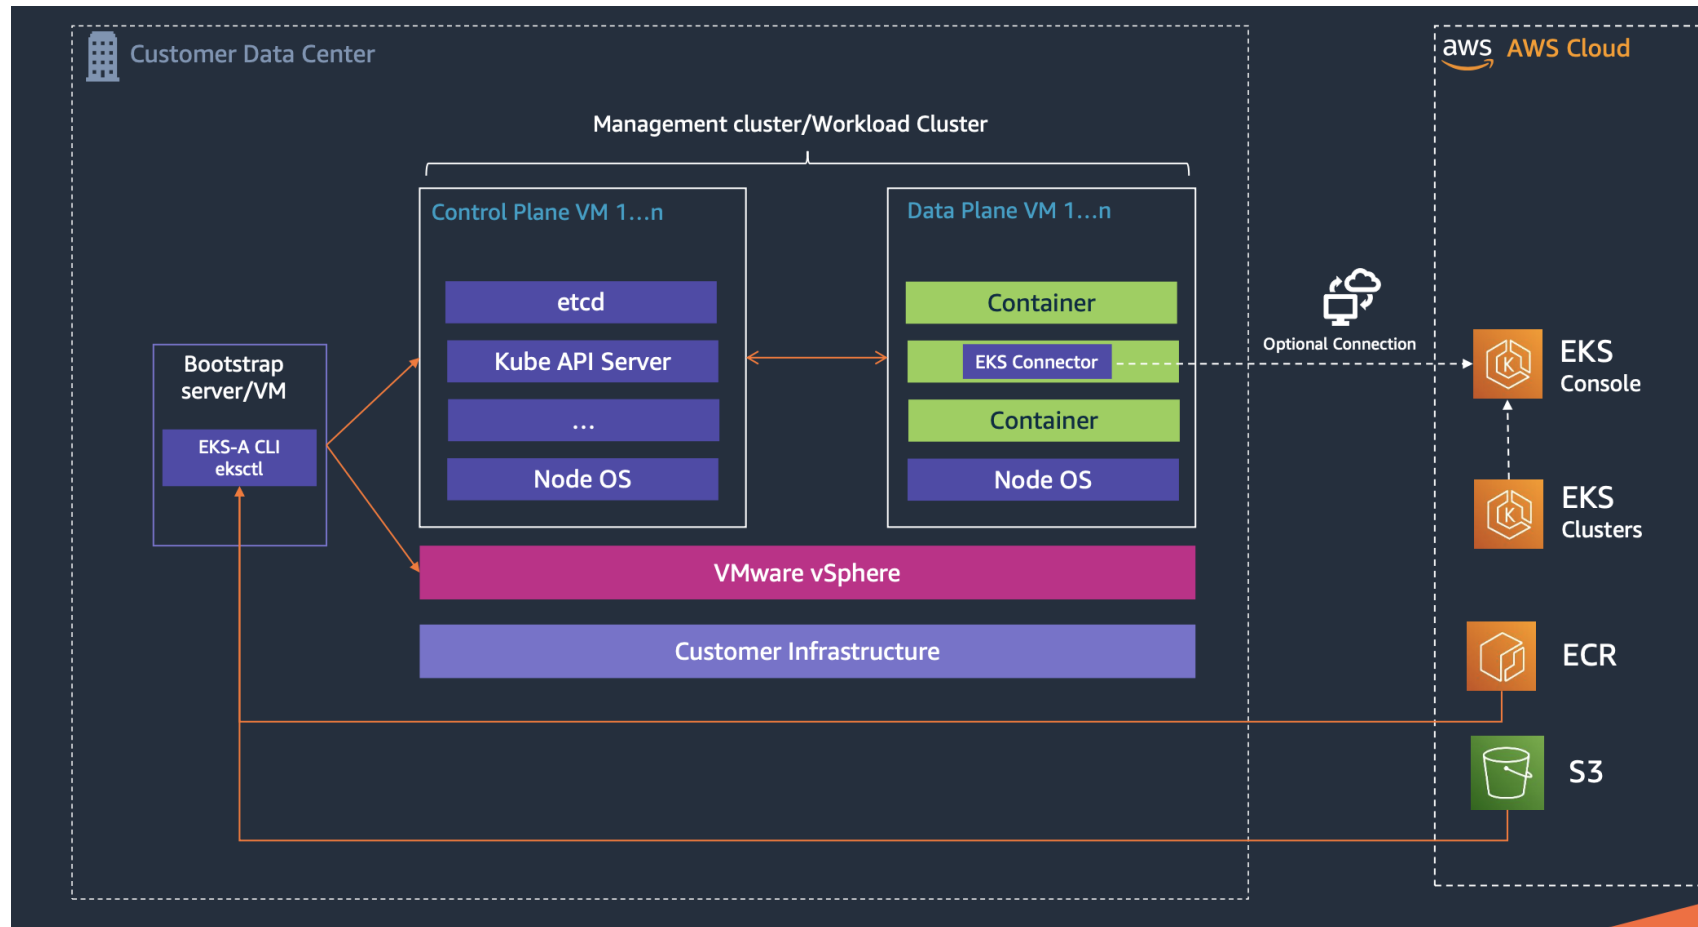 Customer Data Center
aws AWS Cloud
Management cluster/Workload Cluster
Control Plane VM 1...n
Data Plane VM 1...n
etcd
Kube API Server
...
Node OS
Container
EKS Connector
Container
Node OS
Bootstrap
server/VM
EKS-A CLI
eksctl
Optional Connection
EKS
Console
EKS
Clusters
VMware vSphere
Customer Infrastructure
ECR
S3